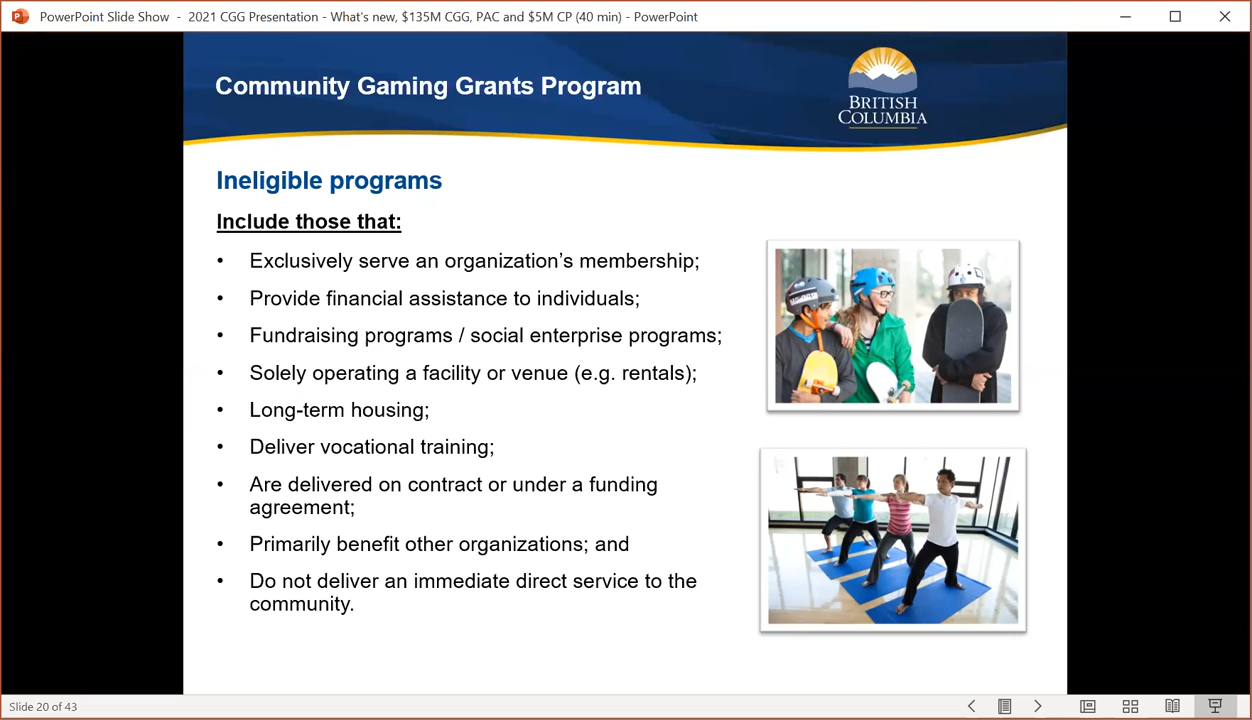 PowerPoint Slide Show - 2021 CGG Presentation - What's new, $135M CGG, PAC and $5M CP (40 min) - PowerPoint
Community Gaming Grants Program
BRITISH
COLUMBIA
Ineligible programs
Include those that:
• Exclusively serve an organization’s membership;
• Provide financial assistance to individuals;
• Fundraising programs / social enterprise programs;
• Solely operating a facility or venue (e.g. rentals);
• Long-term housing;
• Deliver vocational training;
• Are delivered on contract or under a funding
agreement;
• Primarily benefit other organizations; and
• Do not deliver an immediate direct service to the
community.
Slide 20 of 43